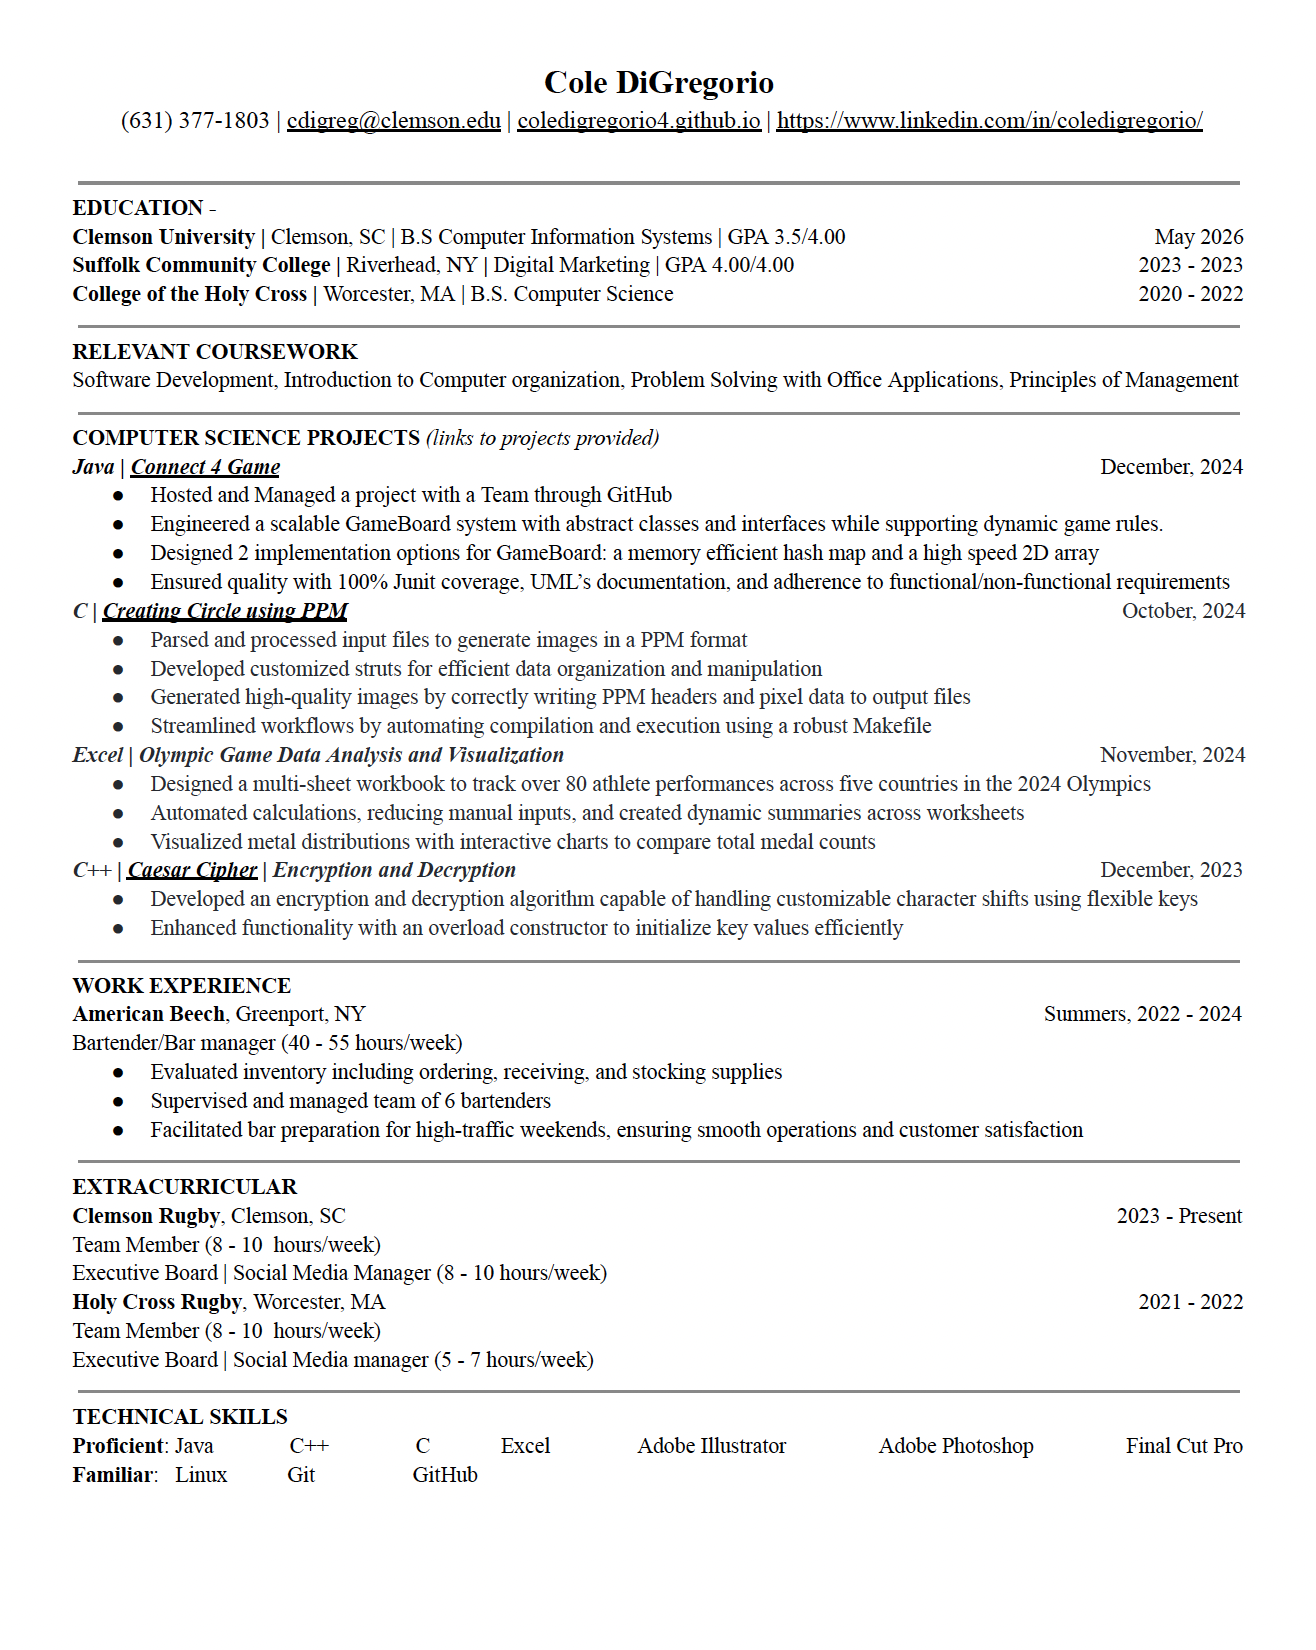 Cole DiGregorio
(631) 377-1803 | cdigreg@clemson.edu | coledigregorio4.github.io | https://www.linkedin.com/in/coledigregorio/
EDUCATION -
Clemson University | Clemson, SC | B.S Computer Information Systems | GPA 3.5/4.00 May 2026
Suffolk Community College | Riverhead, NY | Digital Marketing | GPA 4.00/4.00 2023 - 2023
College of the Holy Cross | Worcester, MA | B.S. Computer Science 2020 - 2022
RELEVANT COURSEWORK
Software Development, Introduction to Computer organization, Problem Solving with Office Applications, Principles of Management
COMPUTER SCIENCE PROJECTS (links to projects provided)
Java | Connect 4 Game December, 2024
● Hosted and Managed a project with a Team through GitHub
● Engineered a scalable GameBoard system with abstract classes and interfaces while supporting dynamic game rules.
● Designed 2 implementation options for GameBoard: a memory efficient hash map and a high speed 2D array
● Ensured quality with 100% Junit coverage, UML's documentation, and adherence to functional/non-functional requirements
C | Creating Circle using PPM October, 2024
● Parsed and processed input files to generate images in a PPM format
● Developed customized struts for efficient data organization and manipulation
● Generated high-quality images by correctly writing PPM headers and pixel data to output files
● Streamlined workflows by automating compilation and execution using a robust Makefile
Excel | Olympic Game Data Analysis and Visualization November, 2024
● Designed a multi-sheet workbook to track over 80 athlete performances across five countries in the 2024 Olympics
● Automated calculations, reducing manual inputs, and created dynamic summaries across worksheets
● Visualized metal distributions with interactive charts to compare total medal counts
C++ | Caesar Cipher | Encryption and Decryption December, 2023
● Developed an encryption and decryption algorithm capable of handling customizable character shifts using flexible keys
● Enhanced functionality with an overload constructor to initialize key values efficiently
WORK EXPERIENCE
American Beech, Greenport, NY Summers, 2022 - 2024
Bartender/Bar manager (40 - 55 hours/week)
● Evaluated inventory including ordering, receiving, and stocking supplies
● Supervised and managed team of 6 bartenders
● Facilitated bar preparation for high-traffic weekends, ensuring smooth operations and customer satisfaction
EXTRACURRICULAR
Clemson Rugby, Clemson, SC 2023 - Present
Team Member (8 - 10 hours/week)
Executive Board | Social Media Manager (8 - 10 hours/week)
Holy Cross Rugby, Worcester, MA 2021 - 2022
Team Member (8 - 10 hours/week)
Executive Board | Social Media manager (5 - 7 hours/week)
TECHNICAL SKILLS
Proficient: Java C++ C Excel Adobe Illustrator Adobe Photoshop Final Cut Pro
Familiar: Linux Git GitHub